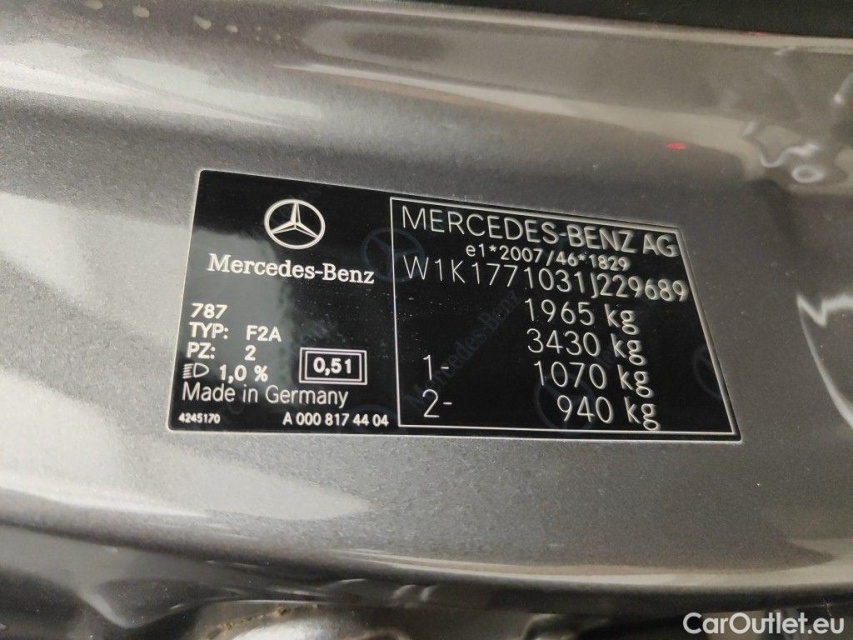 Mercedes-Benz
787
TYP: F2A
PZ: 2
1,0 %
0,51
Made in Germany
4245170
A 000 817 44 04
MERCEDES-BENZ AG
e1*2007/46*1829
W1K1771031J229689
1965 kg
3430 kg
1- 1070 kg
2- 940 kg
CarOutlet.eu